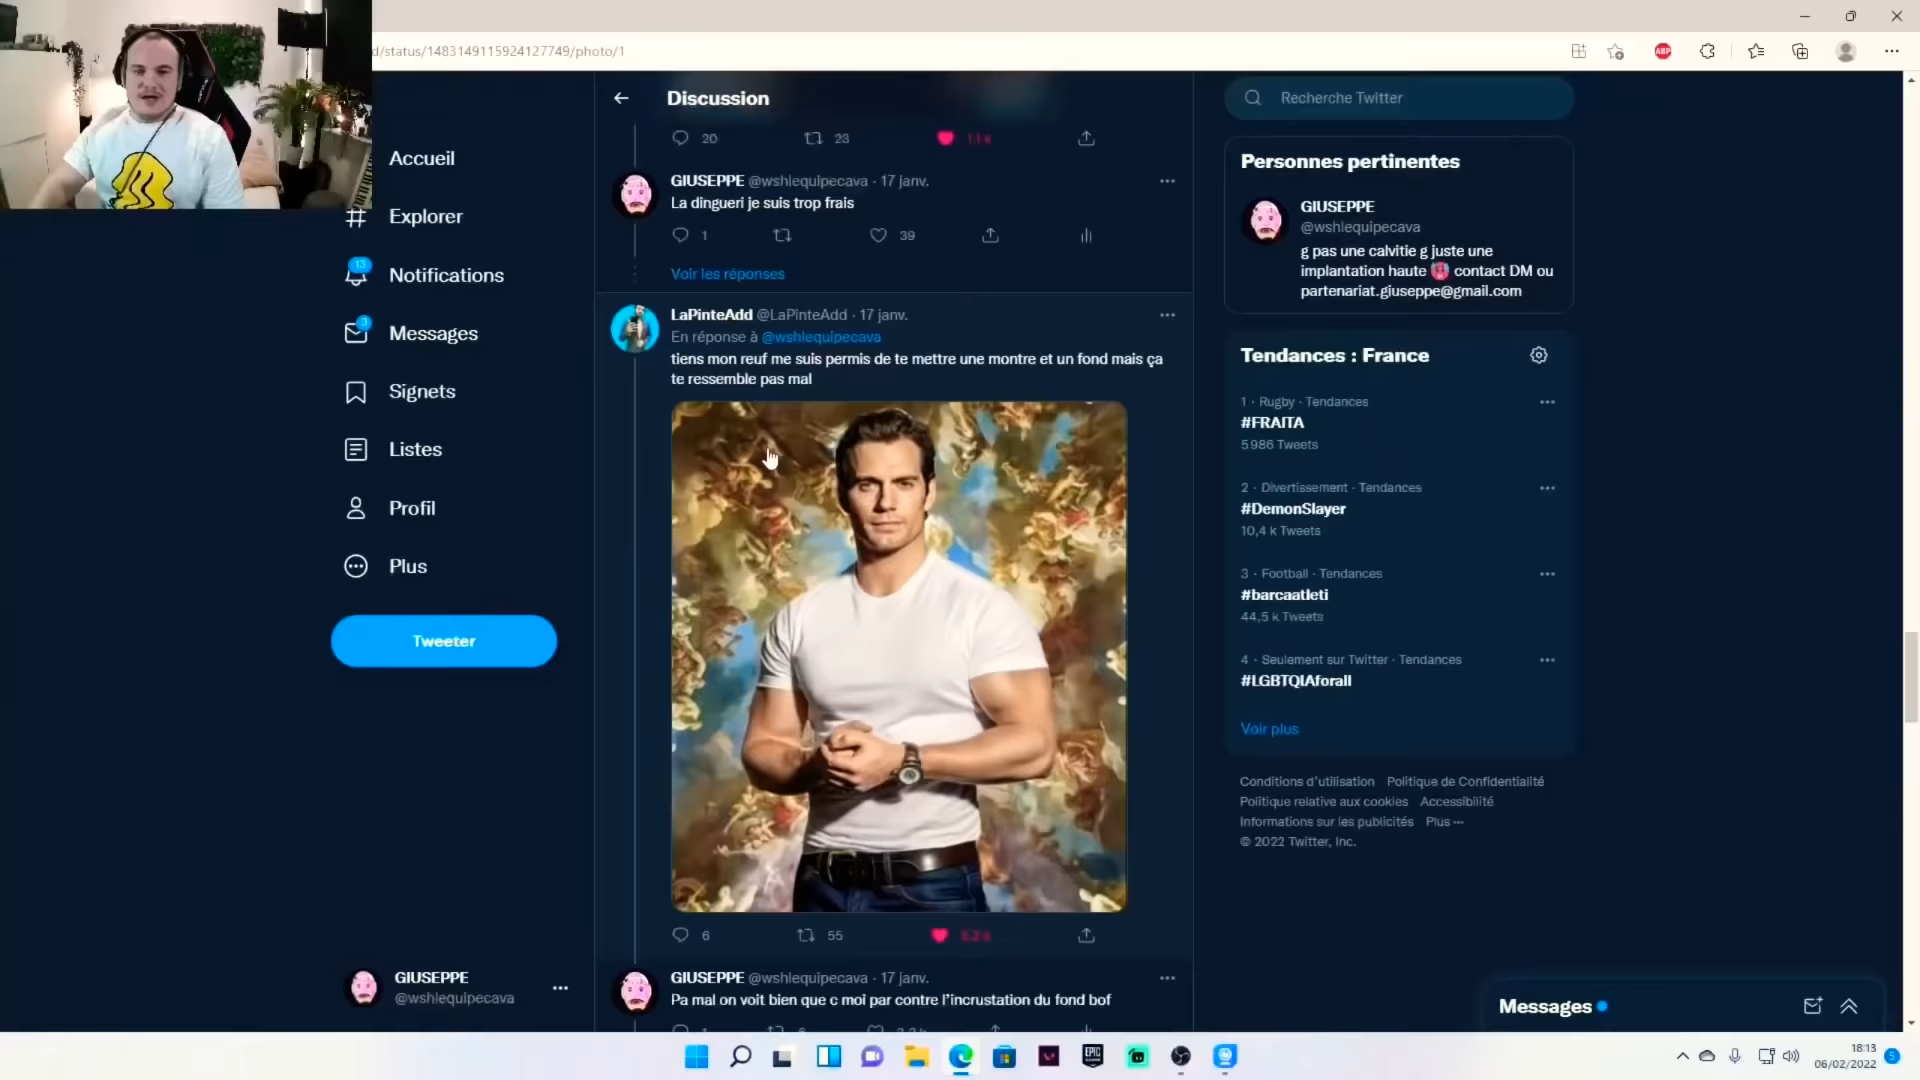 d/status/1483149115924127749/photo/1
ABP
Accueil
Explorer
13
Notifications
3
Messages
Signets
Listes
Profil
Plus
Tweeter
GIUSEPPE
@wshlequipecava
Discussion
20 23 1,1 k
GIUSEPPE @wshlequipecava · 17 janv.
La dingueri je suis trop frais
1 39
Voir les réponses
LaPinteAdd @LaPinteAdd · 17 janv.
En réponse à @wshlequipecava
tiens mon reuf me suis permis de te mettre une montre et un fond mais ça
te ressemble pas mal
6 55
GIUSEPPE @wshlequipecava · 17 janv.
Pa mal on voit bien que c moi par contre l'incrustation du fond bof
Recherche Twitter
Personnes pertinentes
GIUSEPPE
@wshlequipecava
g pas une calvitie g juste une
implantation haute contact DM ou
partenariat.giuseppe@gmail.com
Tendances : France
1 · Rugby · Tendances
#FRAITA
5 986 Tweets
2 · Divertissement · Tendances
#DemonSlayer
10,4 k Tweets
3 · Football · Tendances
#barcaatleti
44,5 k Tweets
4 · Seulement sur Twitter · Tendances
#LGBTQIAforall
Voir plus
Conditions d'utilisation Politique de Confidentialité
Politique relative aux cookies Accessibilité
Informations sur les publicités Plus ···
© 2022 Twitter, Inc.
Messages
EPIC
18:13
06/02/2022
5